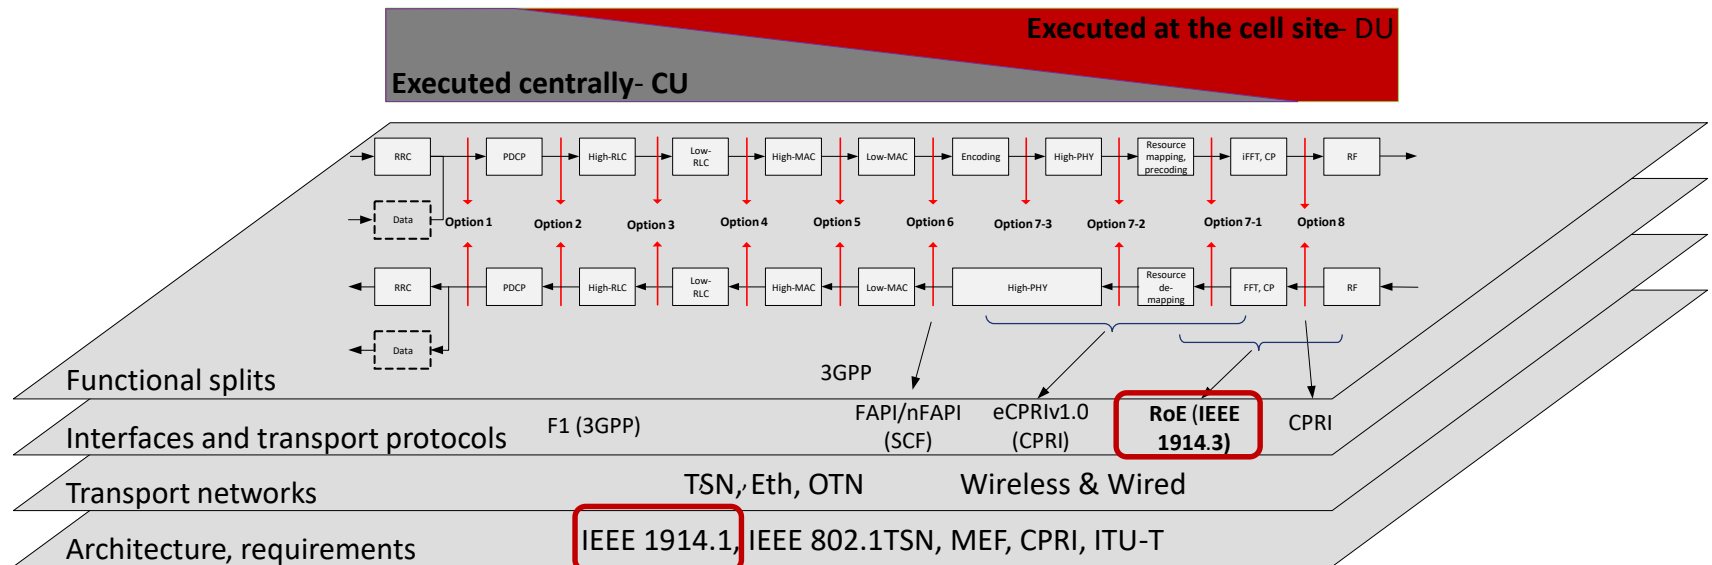 Executed at the cell site- DU
Executed centrally- CU
RRC
PDCP
High-RLC
Low-
RLC
High-MAC
Low-MAC
Encoding
High-PHY
Resource
mapping,
precoding
iFFT, CP
RF
Data
Option 1
Option 2
Option 3
Option 4
Option 5
Option 6
Option 7-3
Option 7-2
Option 7-1
Option 8
RRC
PDCP
High-RLC
Low-
RLC
High-MAC
Low-MAC
High-PHY
Resource
de-
mapping
FFT, CP
RF
Data
Functional splits
3GPP
Interfaces and transport protocols
F1 (3GPP)
FAPI/nFAPI
(SCF)
eCPRIv1.0
(CPRI)
RoE (IEEE
1914.3)
CPRI
Transport networks
TSN, Eth, OTN
Wireless & Wired
Architecture, requirements
IEEE 1914.1, IEEE 802.1TSN, MEF, CPRI, ITU-T